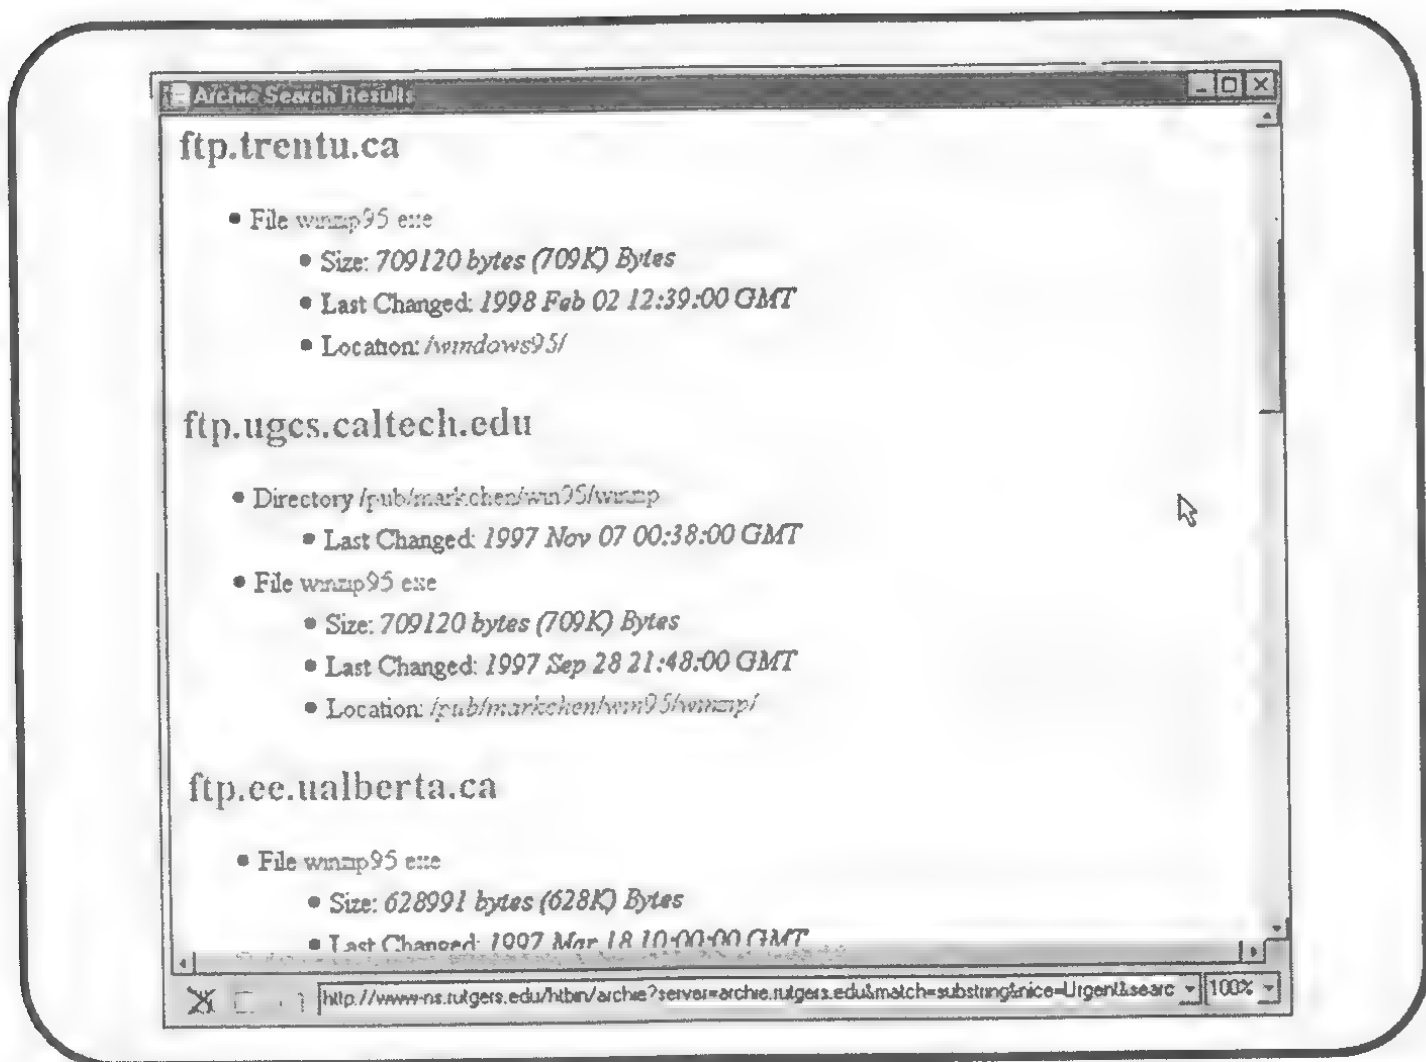 Archie Search Results
ftp.trentu.ca
File winzip95 exe
Size: 709120 bytes (709K) Bytes
Last Changed: 1998 Feb 02 12:39:00 GMT
Location: /windows95/
ftp.ugcs.caltech.edu
Directory /pub/markchen/win95/winzip
Last Changed: 1997 Nov 07 00:38:00 GMT
File winzip95 exe
Size: 709120 bytes (709K) Bytes
Last Changed: 1997 Sep 28 21:48:00 GMT
Location: /pub/markchen/win95/winzip/
ftp.ee.ualberta.ca
File winzip95 exe
Size: 628991 bytes (628K) Bytes
Last Changed: 1997 Mar 18 10:00:00 GMT
http://www-ns.rutgers.edu/htbin/archie?server=archie.rutgers.edu&match=substring&nice=Urgent&searc 100%